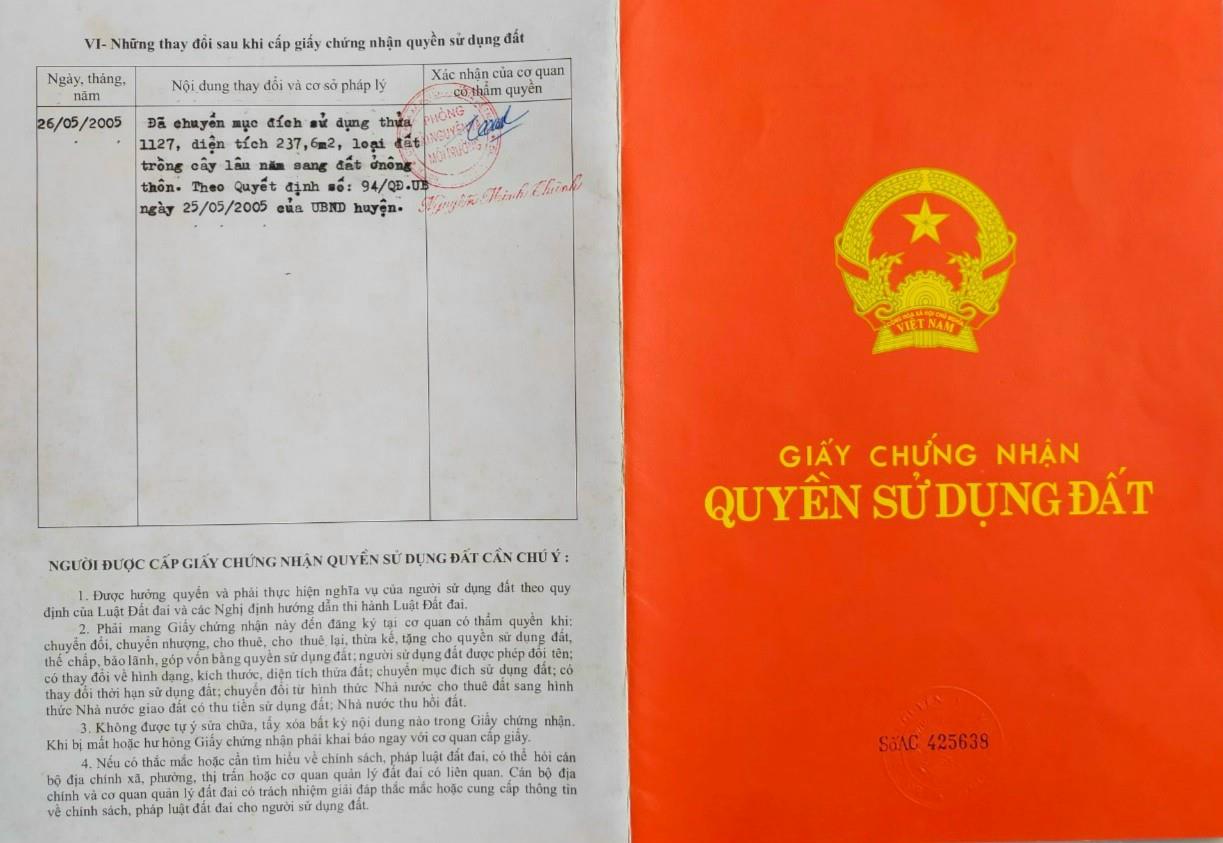 VI- Những thay đổi sau khi cấp giấy chứng nhận quyền sử dụng đất
Ngày, tháng,
năm
Nội dung thay đổi và cơ sở pháp lý
Xác nhận của cơ quan
có thẩm quyền
26/05/2005
Đã chuyển mục đích sử dụng thửa
1127, diện tích 237,6m2, loại đất
trồng cây lâu năm sang đất ởnông
thôn. Theo Quyết định số: 94/QĐ.UB
ngày 25/05/2005 của UBND huyện.
PHÒNG
TÀI NGUYÊN
MÔI TRƯỜNG
Nguyễn Minh Thành
NGƯỜI ĐƯỢC CẤP GIẤY CHỨNG NHẬN QUYỀN SỬ DỤNG ĐẤT CẦN CHÚ Ý :
1. Được hưởng quyền và phải thực hiện nghĩa vụ của người sử dụng đất theo quy
định của Luật Đất đai và các Nghị định hướng dẫn thi hành Luật Đất đai.
2. Phải mang Giấy chứng nhận này đến đăng ký tại cơ quan có thẩm quyền khi:
chuyển đổi, chuyển nhượng, cho thuê, cho thuê lại, thừa kế, tặng cho quyền sử dụng đất,
thế chấp, bảo lãnh, góp vốn bằng quyền sử dụng đất; người sử dụng đất được phép đổi tên;
có thay đổi về hình dạng, kích thước, diện tích thửa đất; chuyển mục đích sử dụng đất; có
thay đổi thời hạn sử dụng đất; chuyển đổi từ hình thức Nhà nước cho thuê đất sang hình
thức Nhà nước giao đất có thu tiền sử dụng đất; Nhà nước thu hồi đất.
3. Không được tự ý sửa chữa, tẩy xóa bất kỳ nội dung nào trong Giấy chứng nhận.
Khi bị mất hoặc hư hỏng Giấy chứng nhận phải khai báo ngay với cơ quan cấp giấy.
4. Nếu có thắc mắc hoặc cần tìm hiểu về chính sách, pháp luật đất đai, có thể hỏi cán
bộ địa chính xã, phường, thị trấn hoặc cơ quan quản lý đất đai có liên quan. Cán bộ địa
chính và cơ quan quản lý đất đai có trách nhiệm giải đáp thắc mắc hoặc cung cấp thông tin
về chính sách, pháp luật đất đai cho người sử dụng đất.
CỘNG HÒA XÃ HỘI CHỦ NGHĨA
VIỆT NAM
GIẤY CHỨNG NHẬN
QUYỀN SỬ DỤNG ĐẤT
SốAC 425638